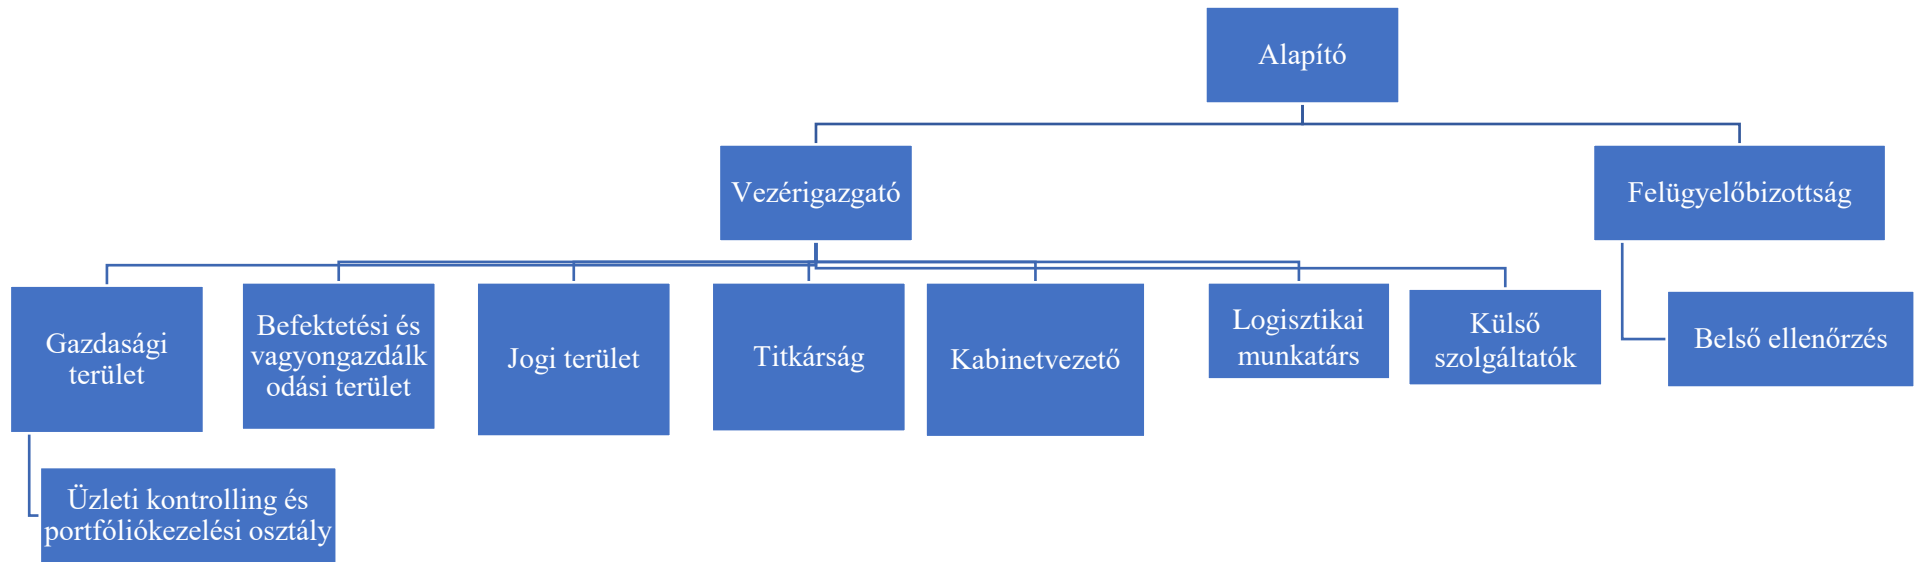 Alapító
Vezérigazgató
Felügyelőbizottság
Gazdasági
terület
Befektetési és
vagyongazdálk
odási terület
Jogi terület
Titkárság
Kabinetvezető
Logisztikai
munkatárs
Külső
szolgáltatók
Belső ellenőrzés
Üzleti kontrolling és
portfóliókezelési osztály